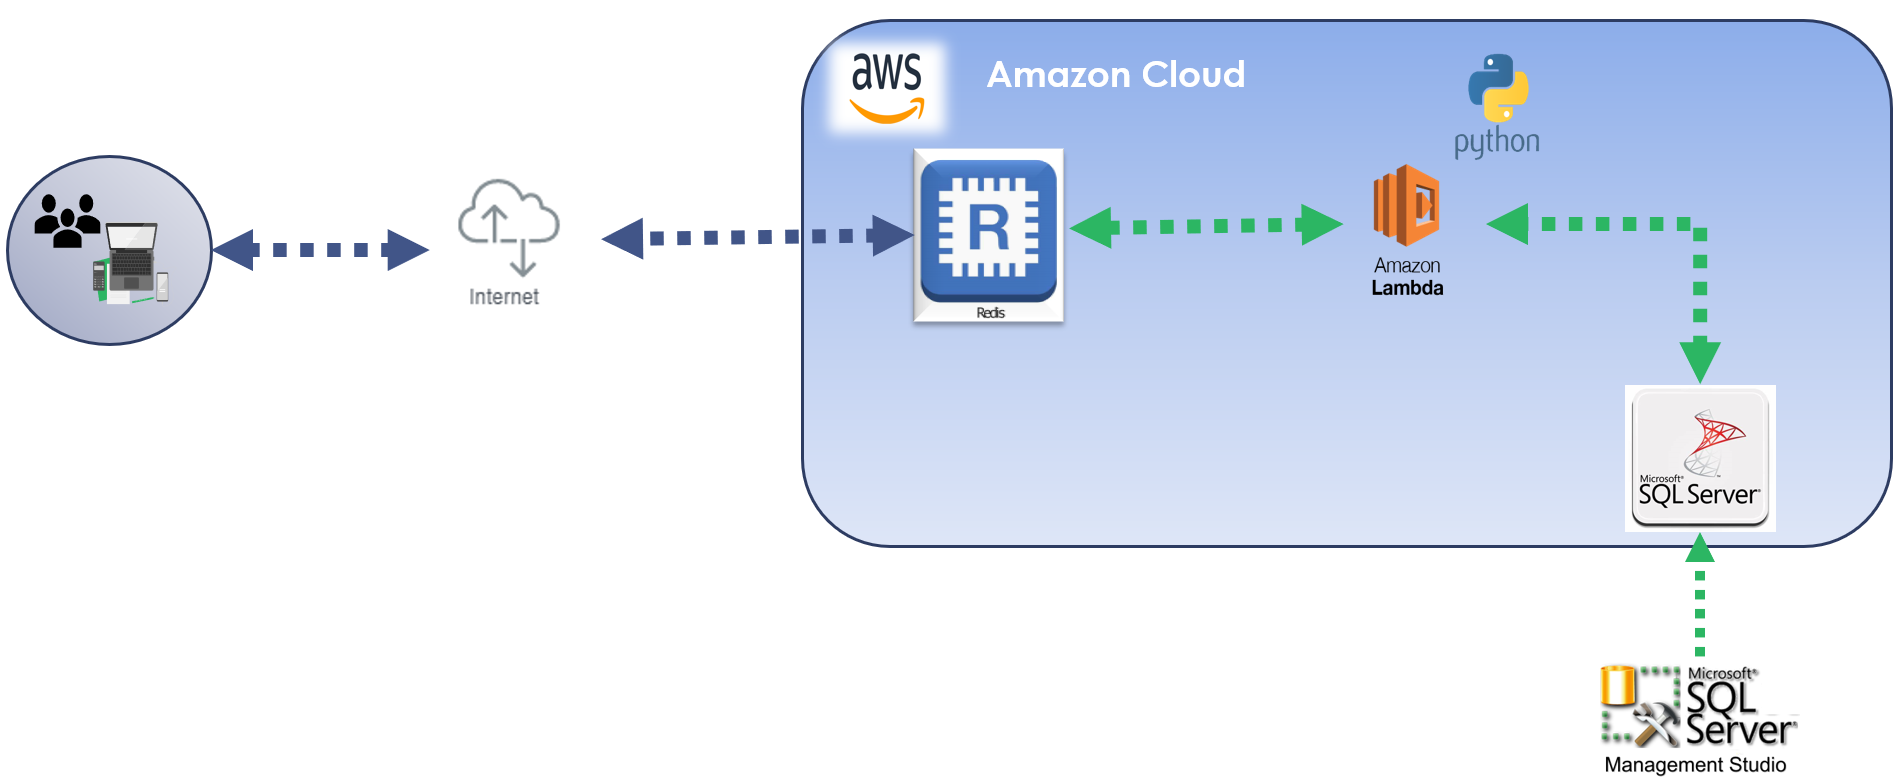 aws
Amazon Cloud
python
R
Redis
Internet
Amazon
Lambda
Microsoft®
SQL Server®
Microsoft®
SQL
Server®
Management Studio